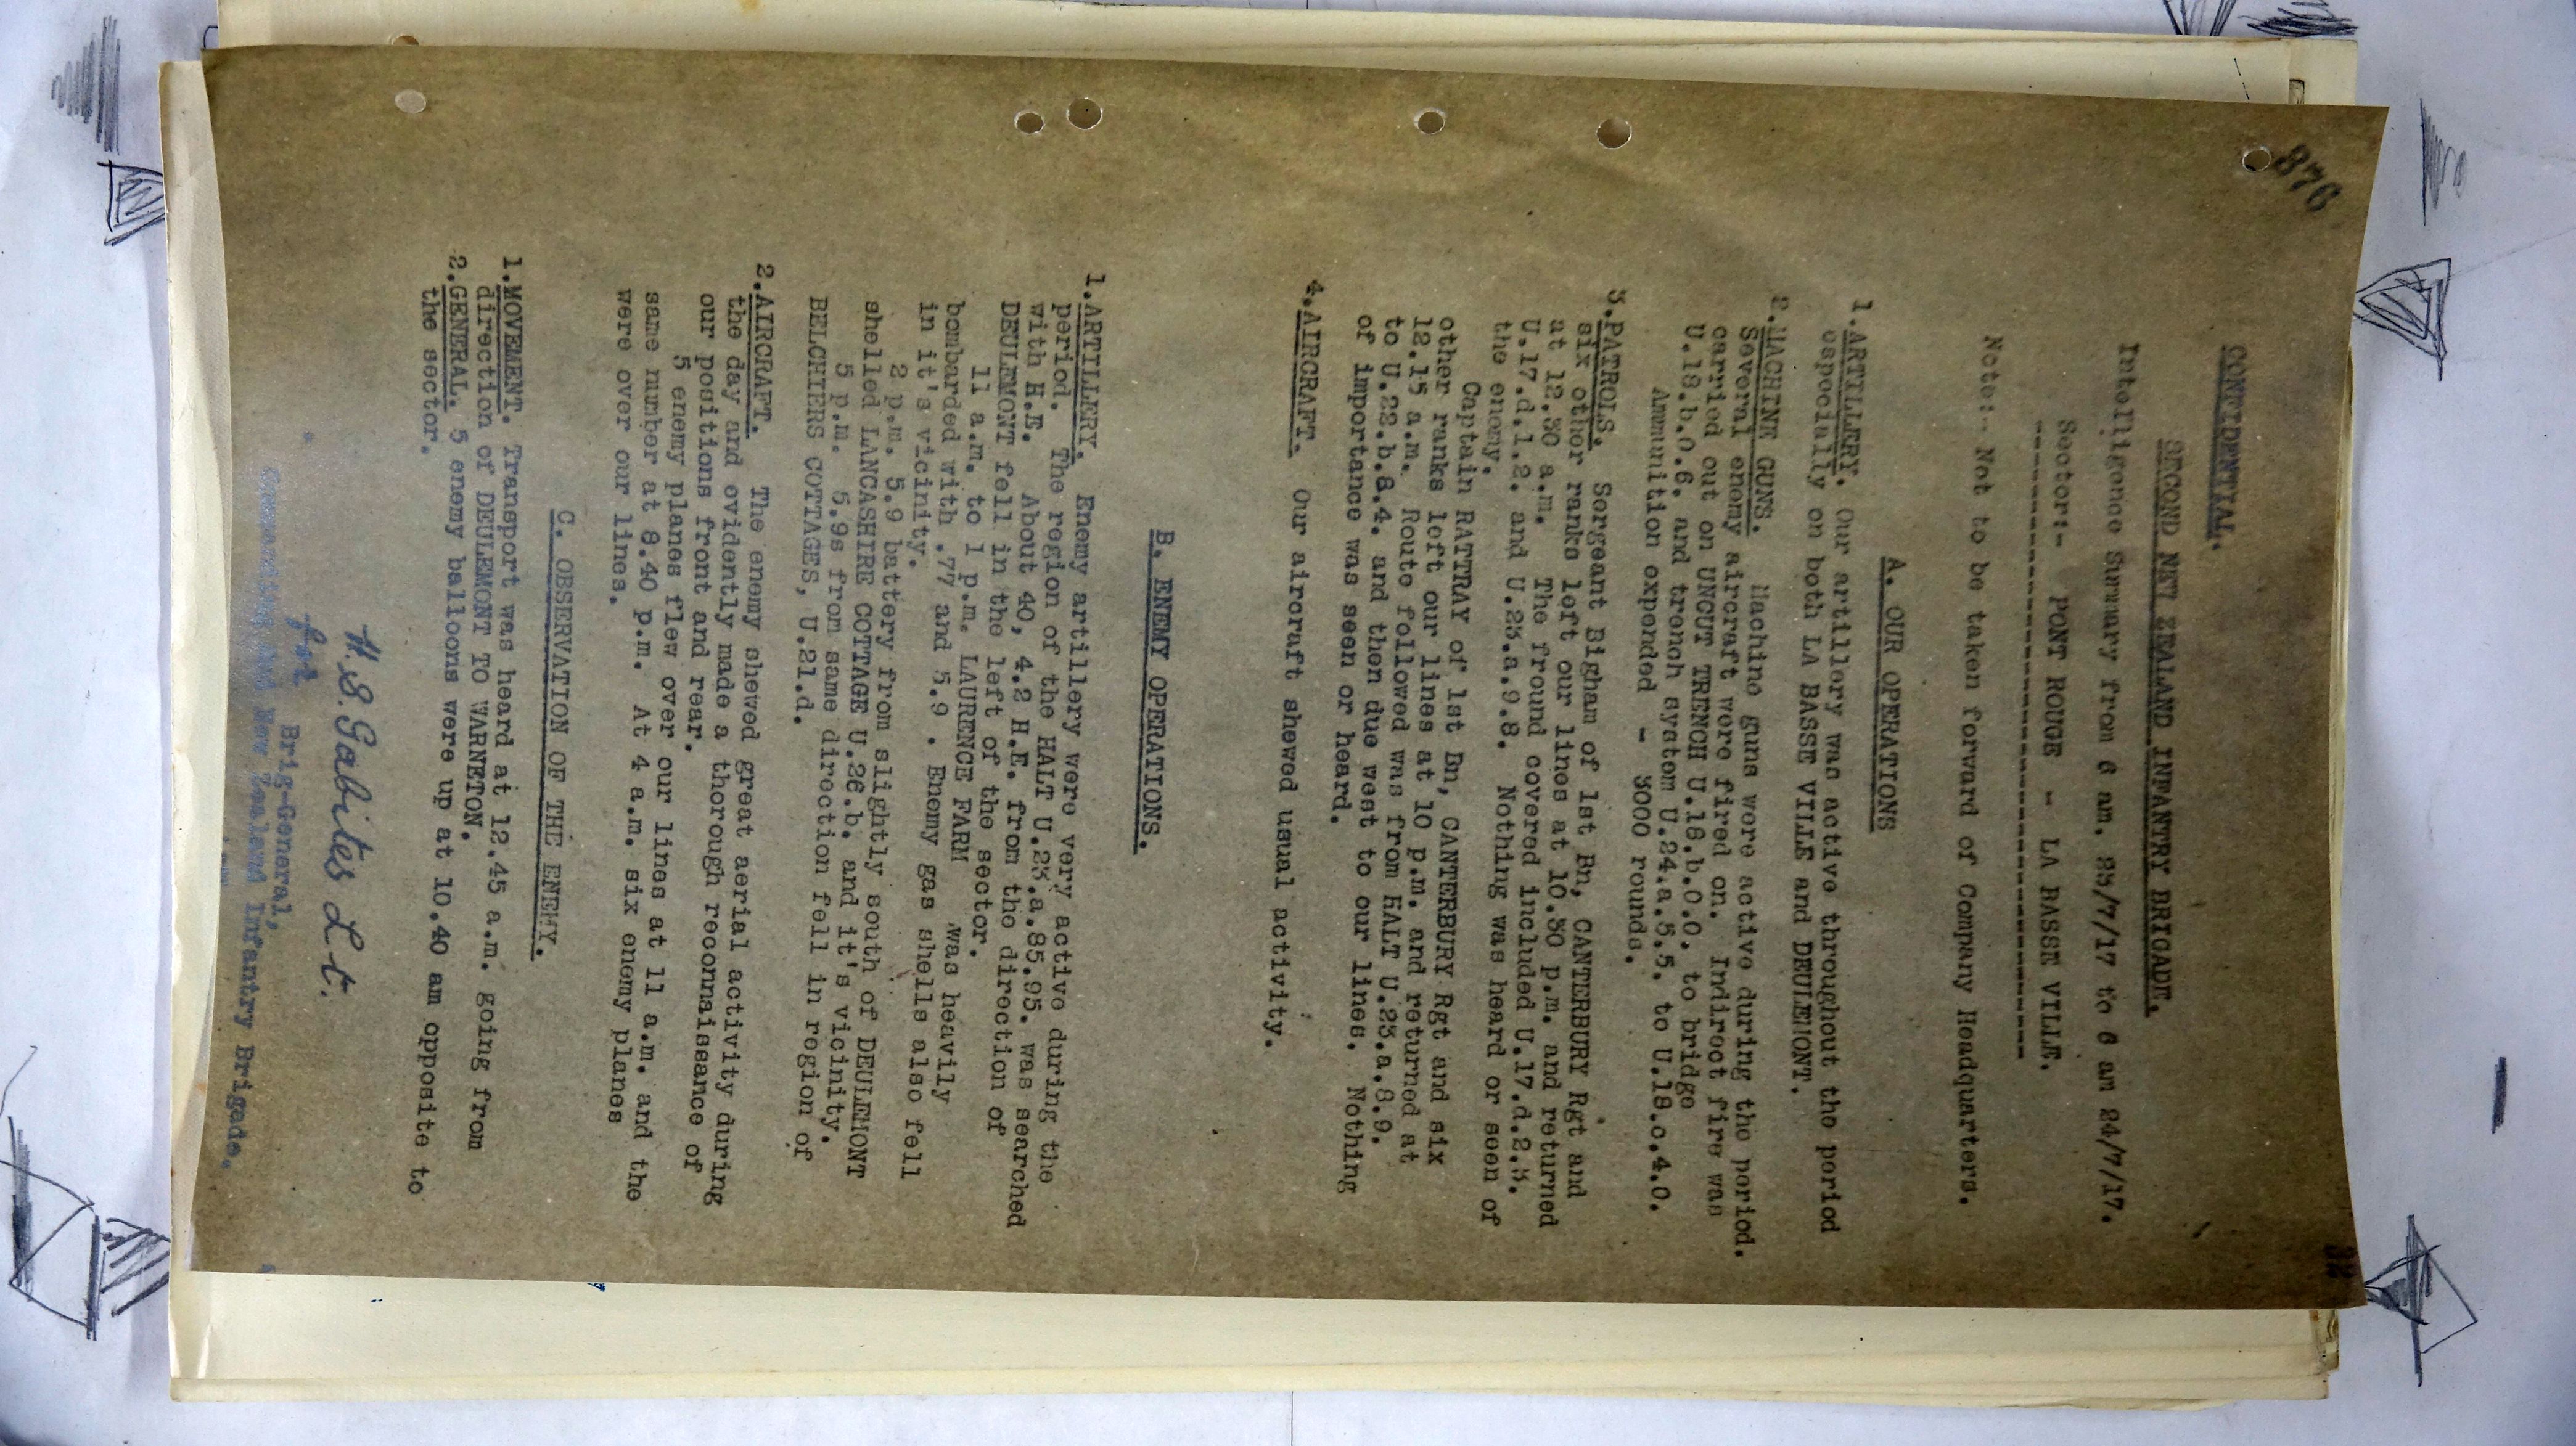 376
32
CONFIDENTIAL.
SECOND NEW ZEALAND INFANTRY BRIGADE.
Intelligence Summary from 6 am. 23/7/17 to 6 am 24/7/17.
Sector:- PONT ROUGE - LA BASSE VILLE.
Note:- Not to be taken forward of Company Headquarters.
A. OUR OPERATIONS
1.ARTILLERY. Our artillery was active throughout the period
especially on both LA BASSE VILLE and DEULEMONT.
2.MACHINE GUNS. Machine guns were active during the period.
Several enemy aircraft were fired on. Indirect fire was
carried out on UNCUT TRENCH U.18.b.0.0. to bridge
U.18.b.0.6. and trench system U.24.a.5.5. to U.18.c.4.0.
Ammunition expended - 3000 rounds.
3.PATROLS. Sergeant Bigham of 1st Bn, CANTERBURY Rgt and
six other ranks left our lines at 10.30 p.m. and returned
at 12.30 a.m. The fround covered included U.17.d.2.3.
U.17.d.1.2. and U.23.a.9.8. Nothing was heard or seen of
the enemy.
Captain RATTRAY of 1st Bn, CANTERBURY Rgt and six
other ranks left our lines at 10 p.m. and returned at
12.15 a.m. Route followed was from HALT U.23.a.8.9.
to U.22.b.8.4. and then due west to our lines. Nothing
of importance was seen or heard.
4.AIRCRAFT. Our aircraft shewed usual activity.
B. ENEMY OPERATIONS.
1.ARTILLERY. Enemy artillery were very active during the
period. The region of the HALT U.23.a.85.95. was searched
with H.E. About 40, 4.2 H.E. from the direction of
DEULEMONT fell in the left of the sector.
11 a.m. to 1 p.m. LAURENCE FARM was heavily
bombarded with .77 and 5.9 . Enemy gas shells also fell
in it's vicinity.
2 p.m. 5.9 battery from slightly south of DEULEMONT
shelled LANCASHIRE COTTAGE U.26.b. and it's vicinity.
5 p.m. 5.9s from same direction fell in region of
BELCHIERS COTTAGES, U.21.d.
2.AIRCRAFT. The enemy shewed great aerial activity during
the day and evidently made a thorough reconnaissance of
our positions front and rear.
5 enemy planes flew over our lines at 11 a.m. and the
same number at 8.40 p.m. At 4 a.m. six enemy planes
were over our lines.
C. OBSERVATION OF THE ENEMY.
1.MOVEMENT. Transport was heard at 12.45 a.m. going from
direction of DEULEMONT TO WARNETON.
2.GENERAL. 5 enemy balloons were up at 10.40 am opposite to
the sector.
H.S. Gabites Lt.
for Brig-General,
Commanding 2nd New Zealand Infantry Brigade.